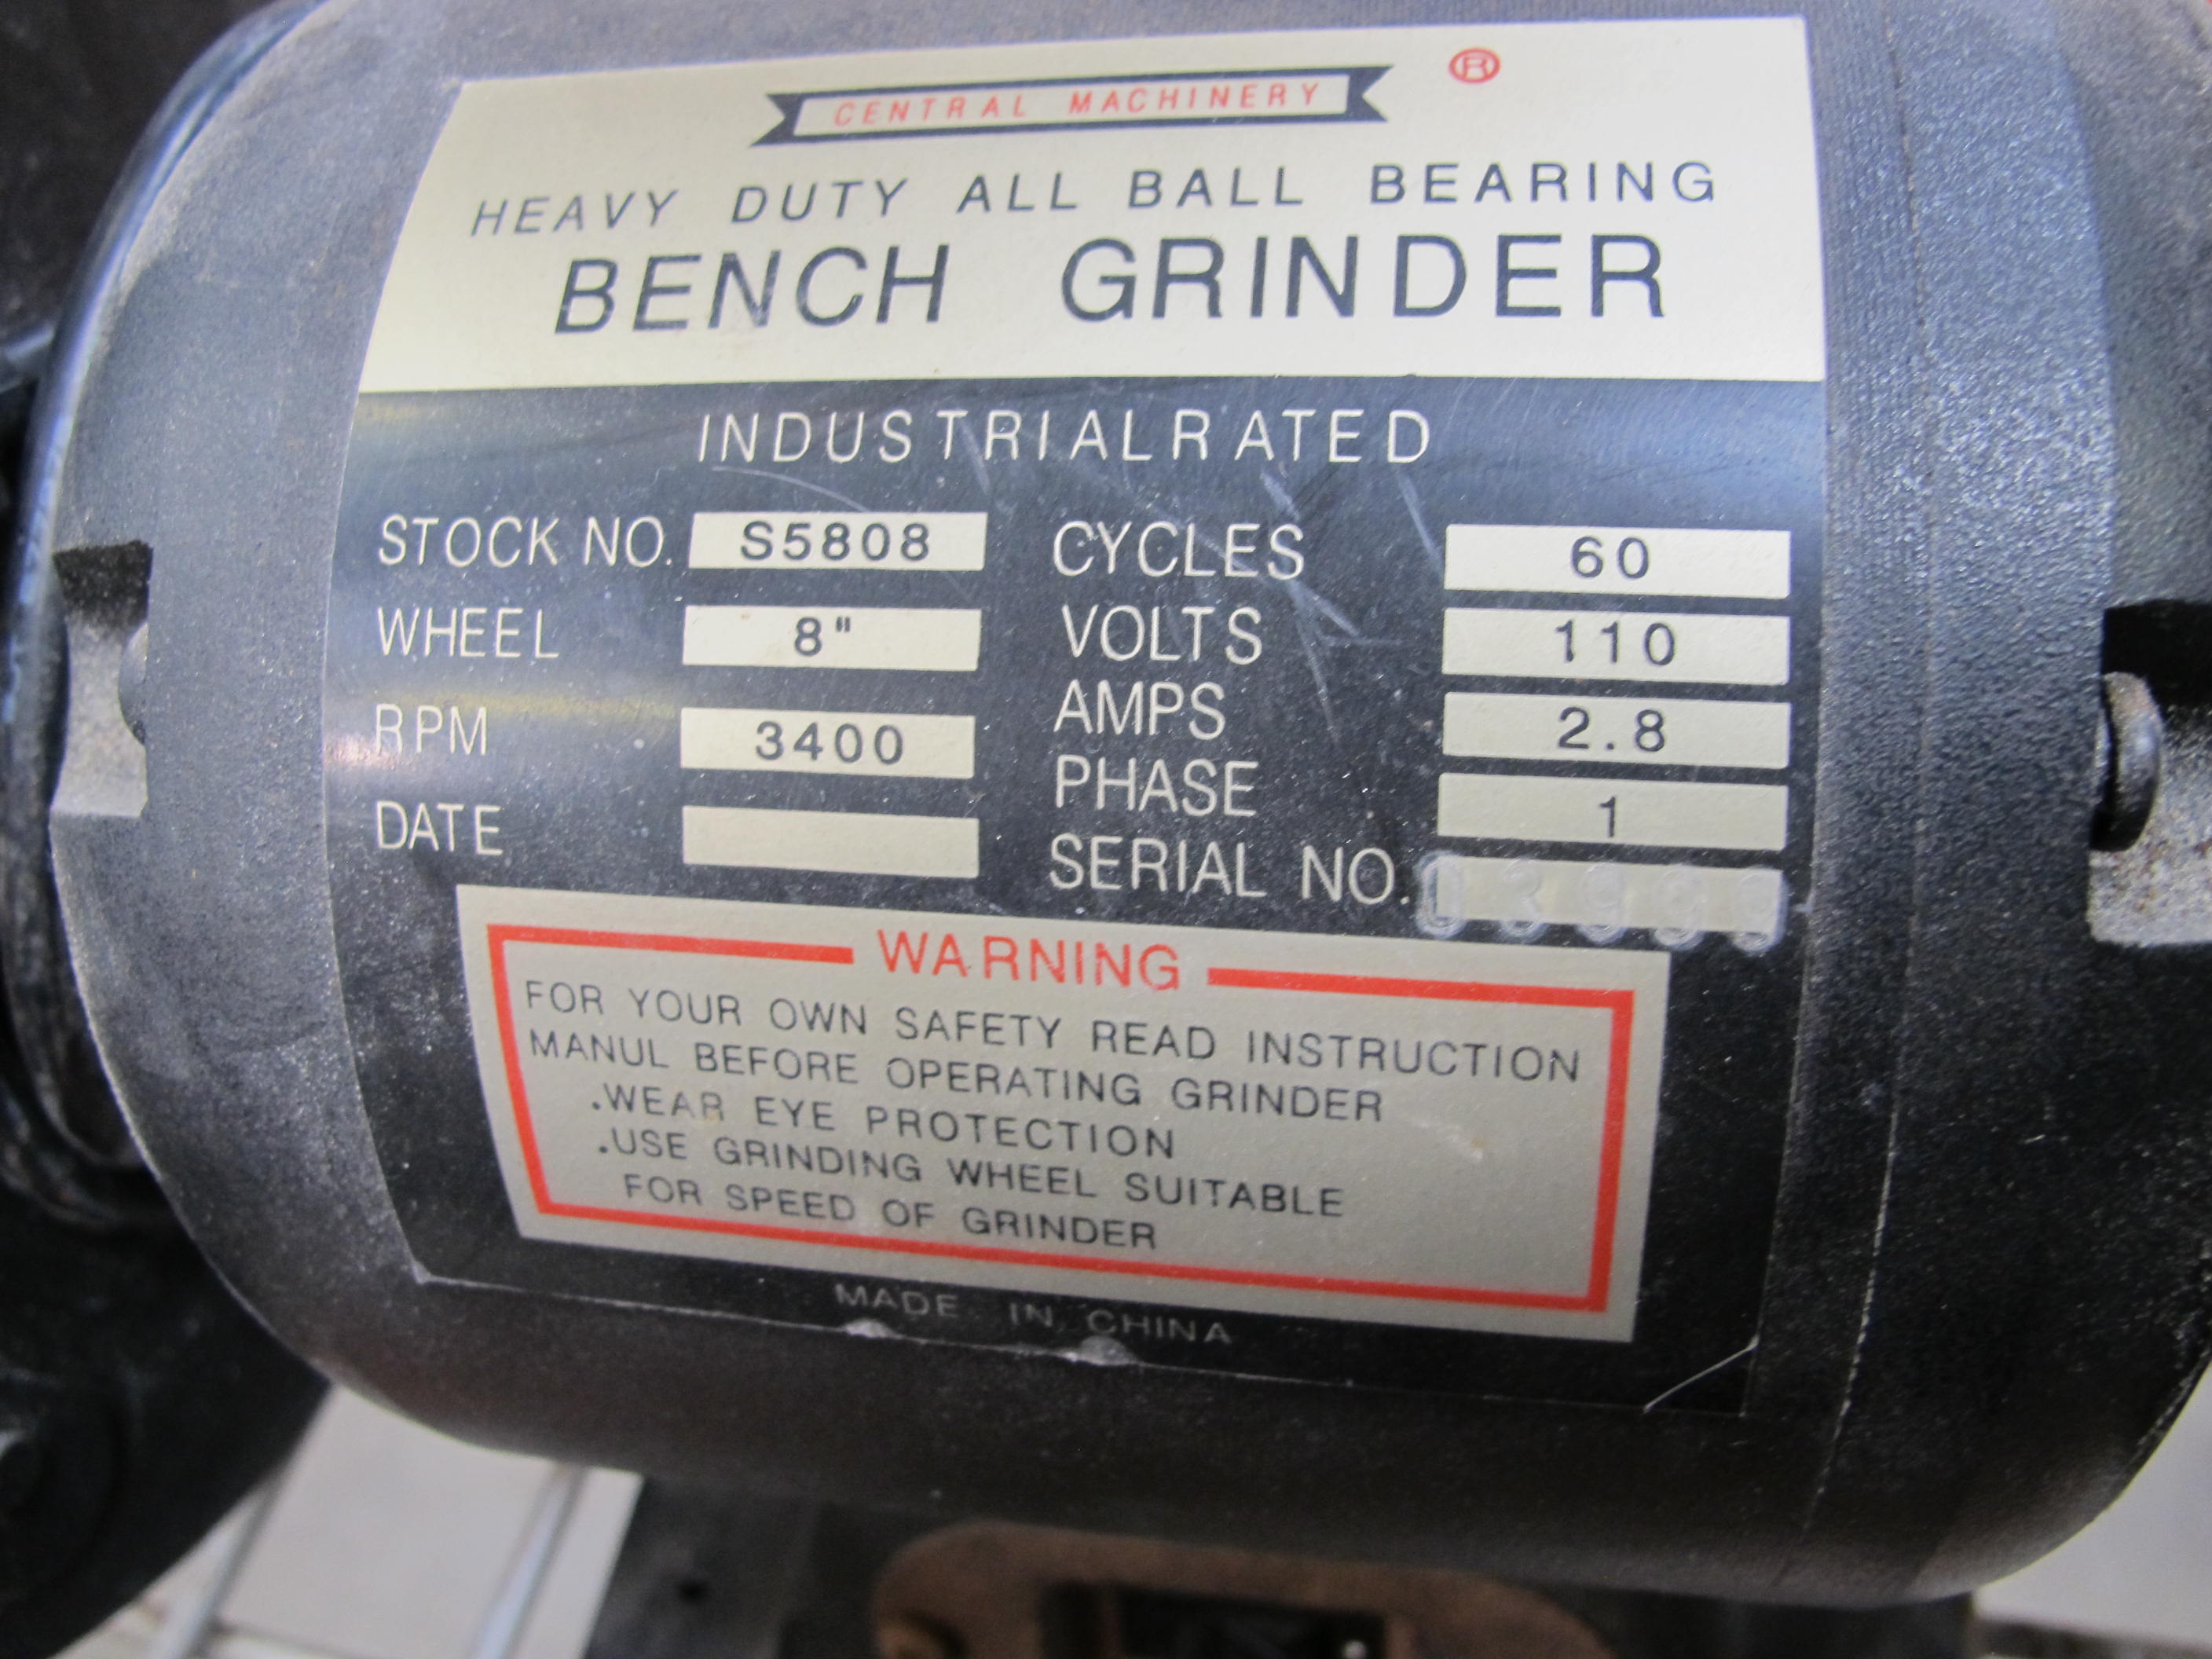 CENTRAL MACHINERY ®
HEAVY DUTY ALL BALL BEARING
BENCH GRINDER
INDUSTRIALRATED
STOCK NO. S5808
WHEEL 8"
RPM 3400
DATE
CYCLES 60
VOLTS 110
AMPS 2.8
PHASE 1
SERIAL NO.
WARNING
FOR YOUR OWN SAFETY READ INSTRUCTION
MANUL BEFORE OPERATING GRINDER
.WEAR EYE PROTECTION
.USE GRINDING WHEEL SUITABLE
FOR SPEED OF GRINDER
MADE IN CHINA